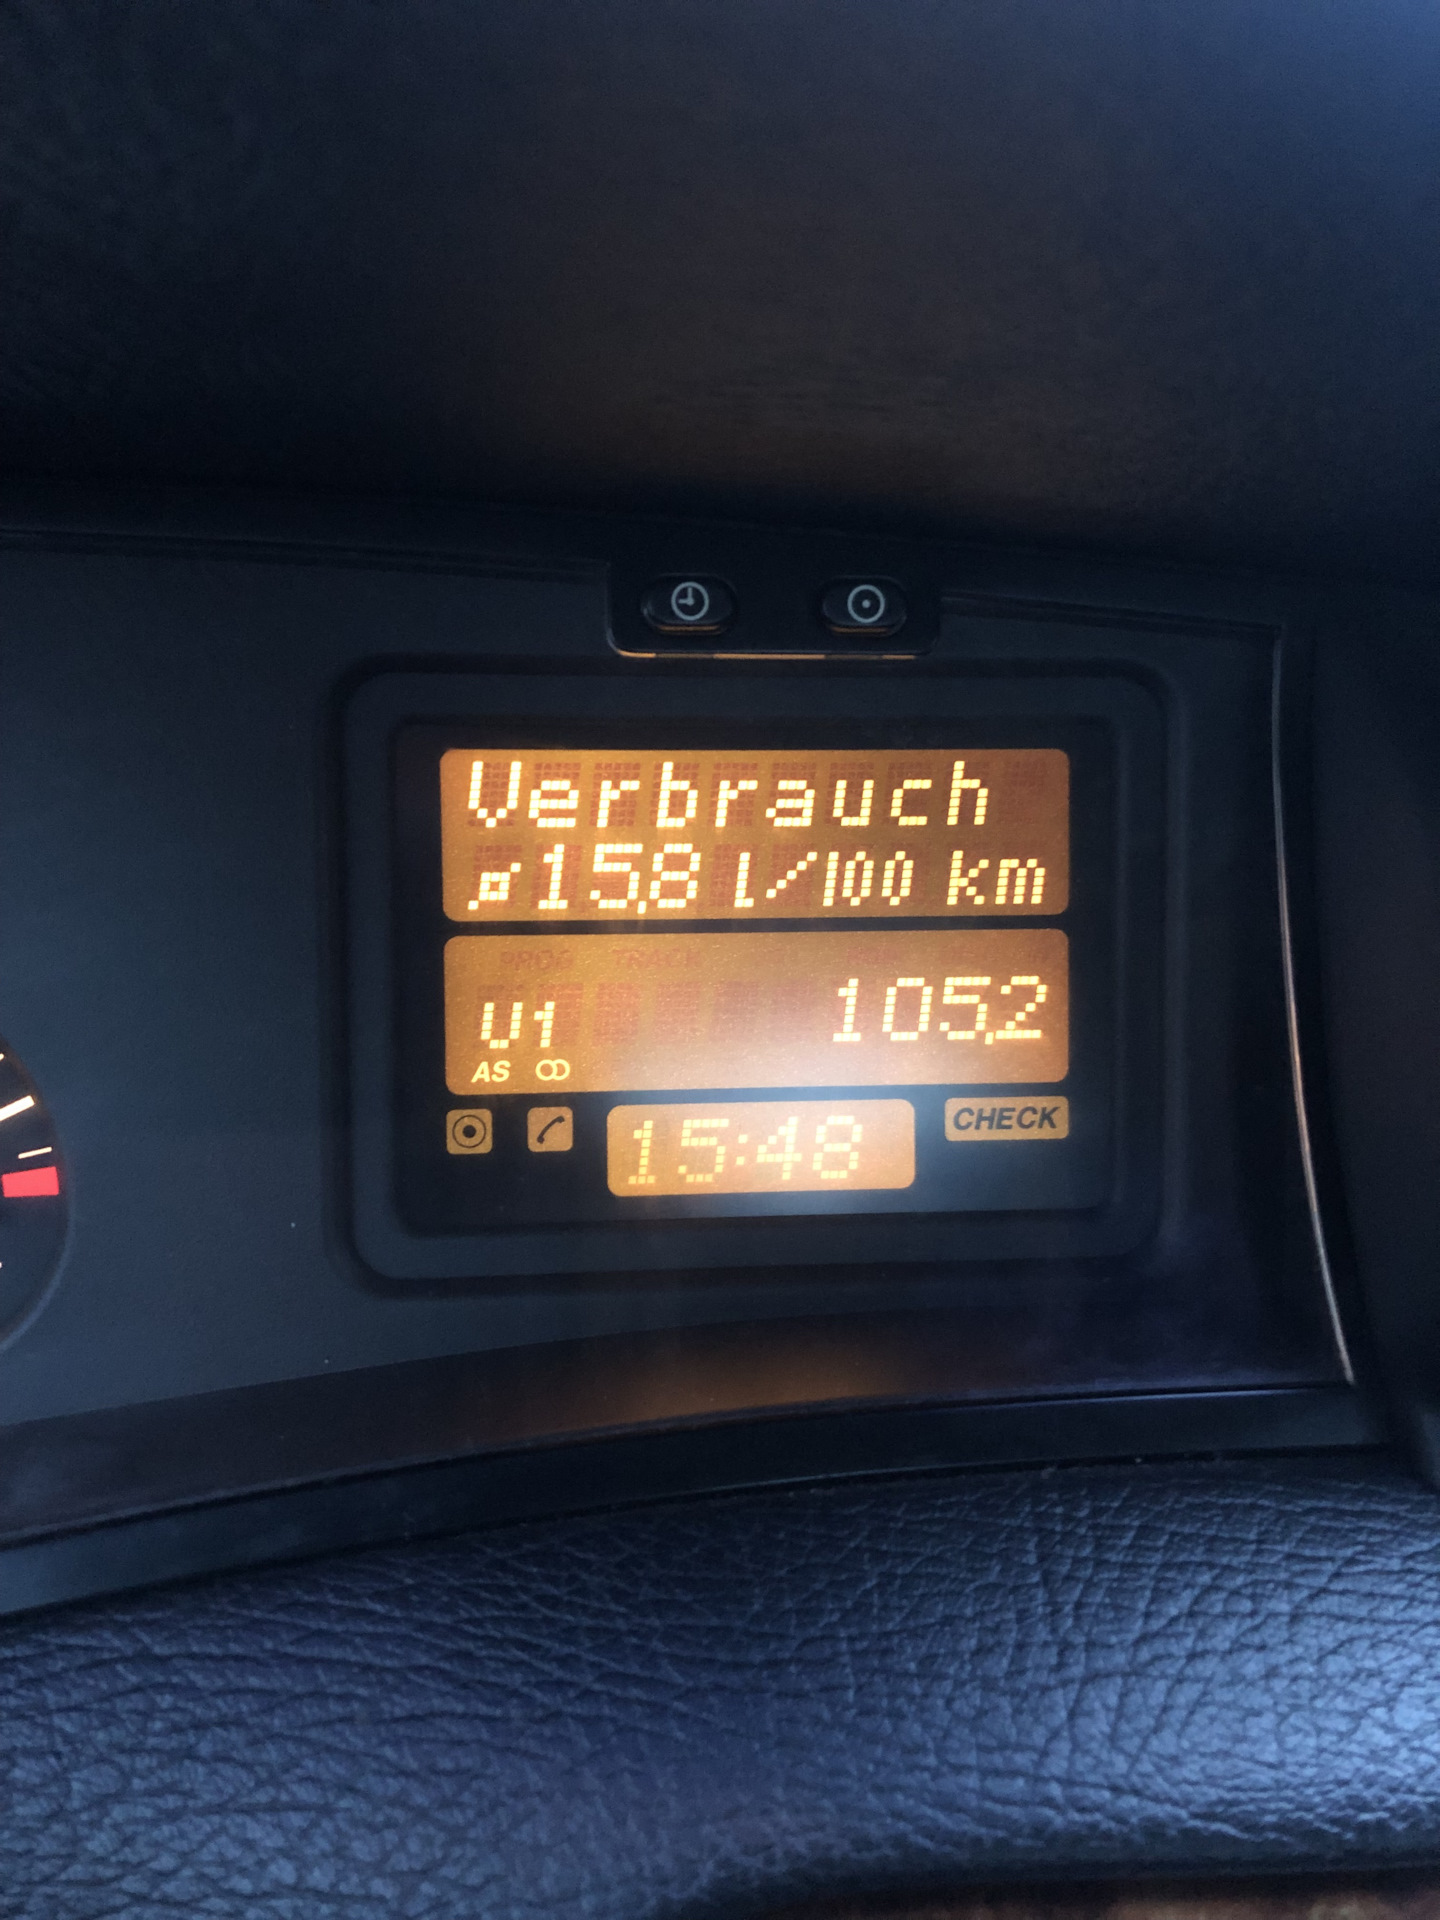 Verbrauch
ø15,8 l/100 km
U1 105,2
AS
15:48 CHECK